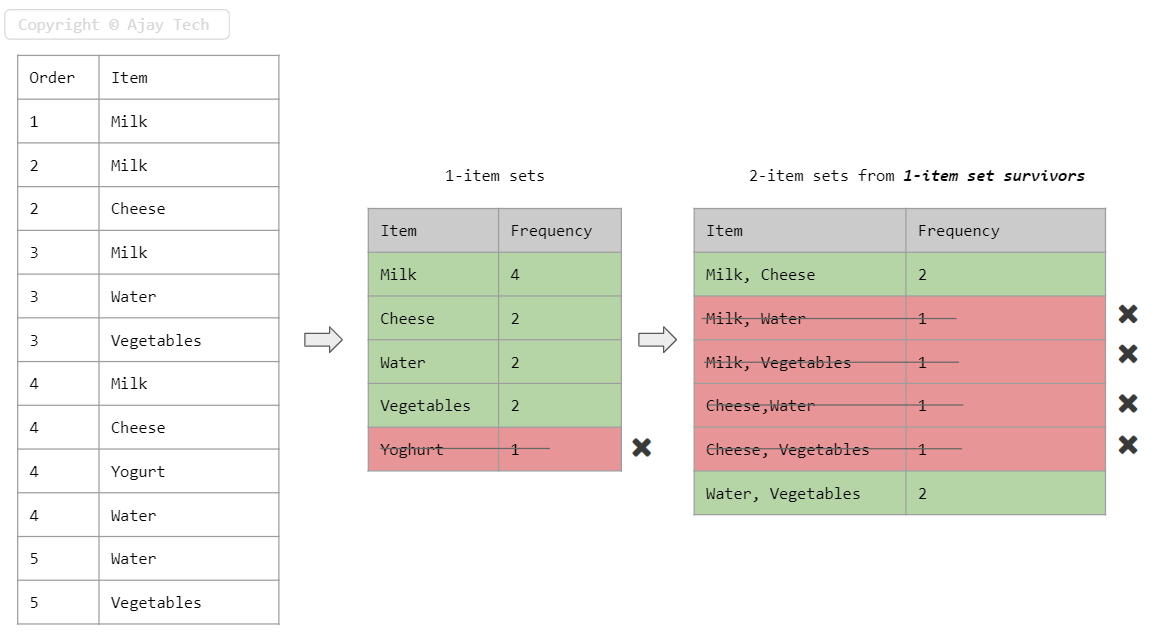 Copyright © Ajay Tech
Order Item
1 Milk
2 Milk
2 Cheese
3 Milk
3 Water
3 Vegetables
4 Milk
4 Cheese
4 Yogurt
4 Water
5 Water
5 Vegetables
1-item sets
Item Frequency
Milk 4
Cheese 2
Water 2
Vegetables 2
Yoghurt 1
2-item sets from 1-item set survivors
Item Frequency
Milk, Cheese 2
Milk, Water 1
Milk, Vegetables 1
Cheese,Water 1
Cheese, Vegetables 1
Water, Vegetables 2